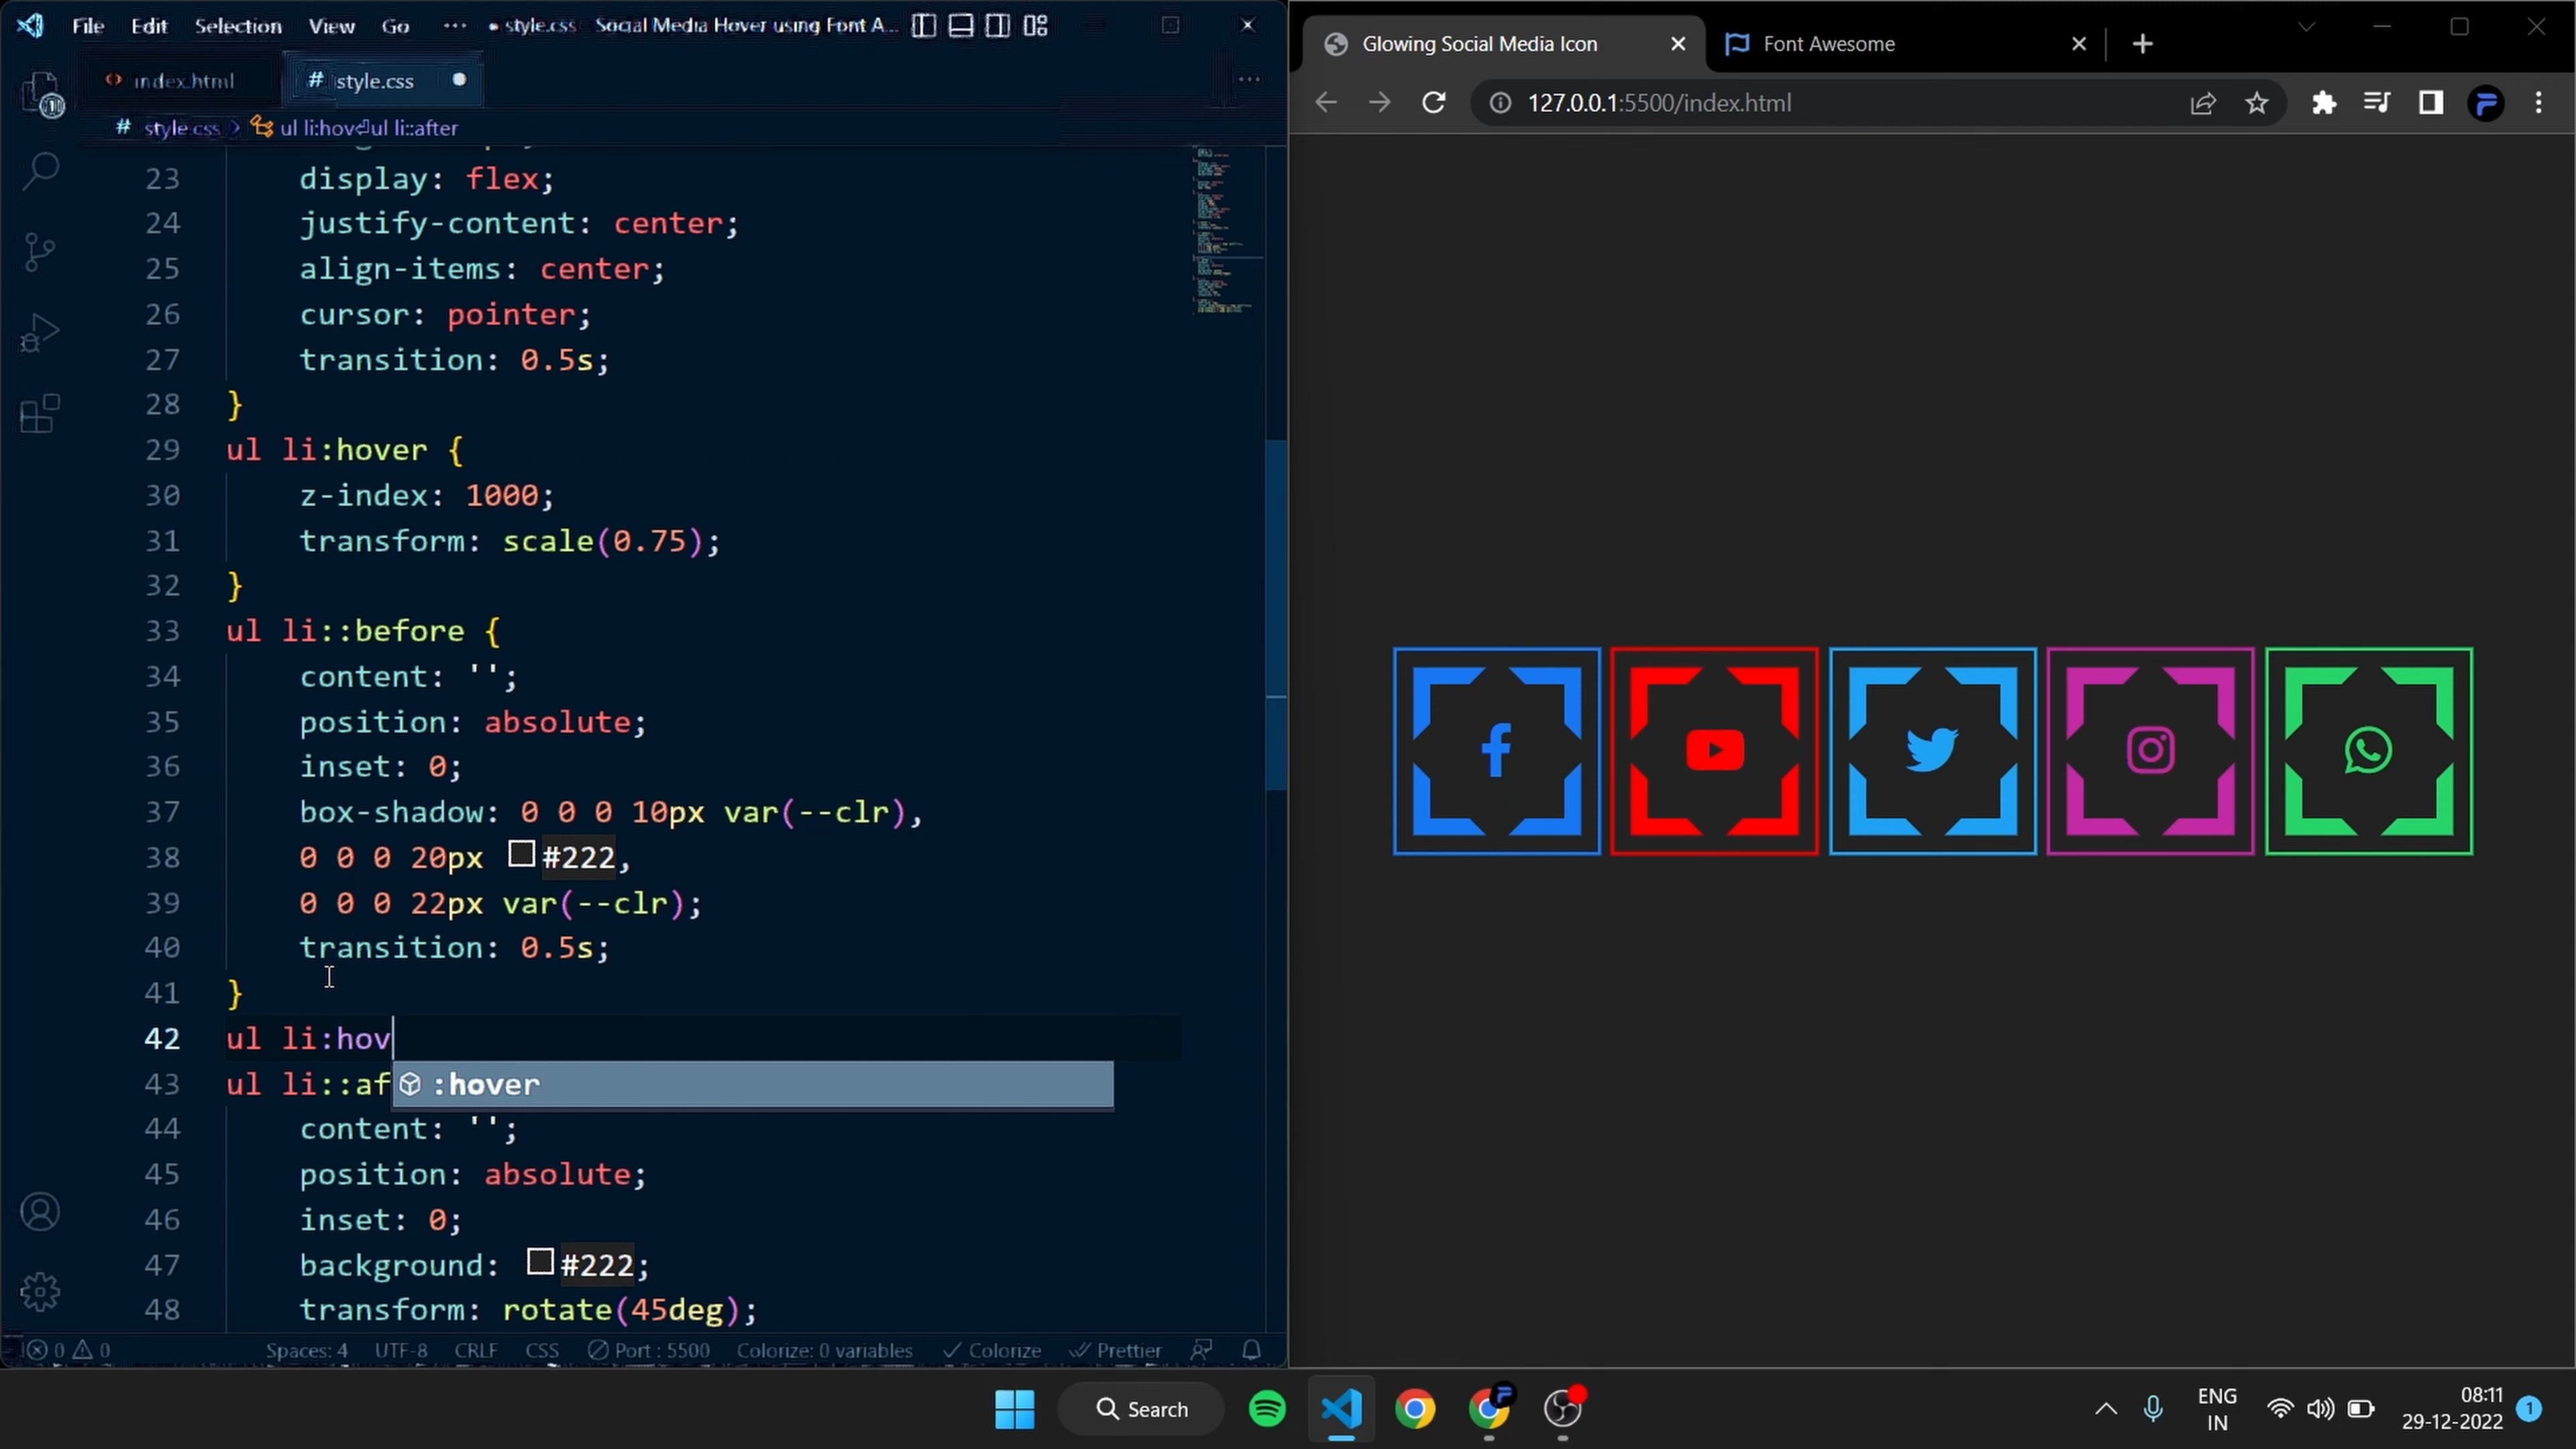 File Edit Selection View Go ··· ● style.css Social Media Hover using Font A...
index.html # style.css ●
# style.css > ul li:hov⏎ul li::after
23 display: flex;
24 justify-content: center;
25 align-items: center;
26 cursor: pointer;
27 transition: 0.5s;
28 }
29 ul li:hover {
30 z-index: 1000;
31 transform: scale(0.75);
32 }
33 ul li::before {
34 content: '';
35 position: absolute;
36 inset: 0;
37 box-shadow: 0 0 0 10px var(--clr),
38 0 0 0 20px #222,
39 0 0 0 22px var(--clr);
40 transition: 0.5s;
41 }
42 ul li:hov
:hover
43 ul li::af
44 content: '';
45 position: absolute;
46 inset: 0;
47 background: #222;
48 transform: rotate(45deg);
0 0 Spaces: 4 UTF-8 CRLF CSS Port : 5500 Colorize: 0 variables Colorize Prettier
Glowing Social Media Icon Font Awesome
127.0.0.1:5500/index.html
Search
ENG
IN
08:11
29-12-2022
1